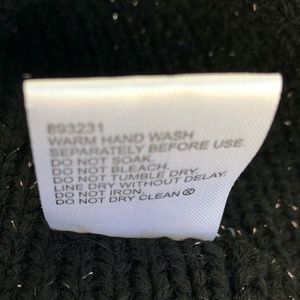 893231
WARM HAND WASH
SEPARATELY BEFORE USE.
DO NOT SOAK.
DO NOT BLEACH.
DO NOT TUMBLE DRY.
LINE DRY WITHOUT DELAY.
DO NOT IRON.
DO NOT DRY CLEAN